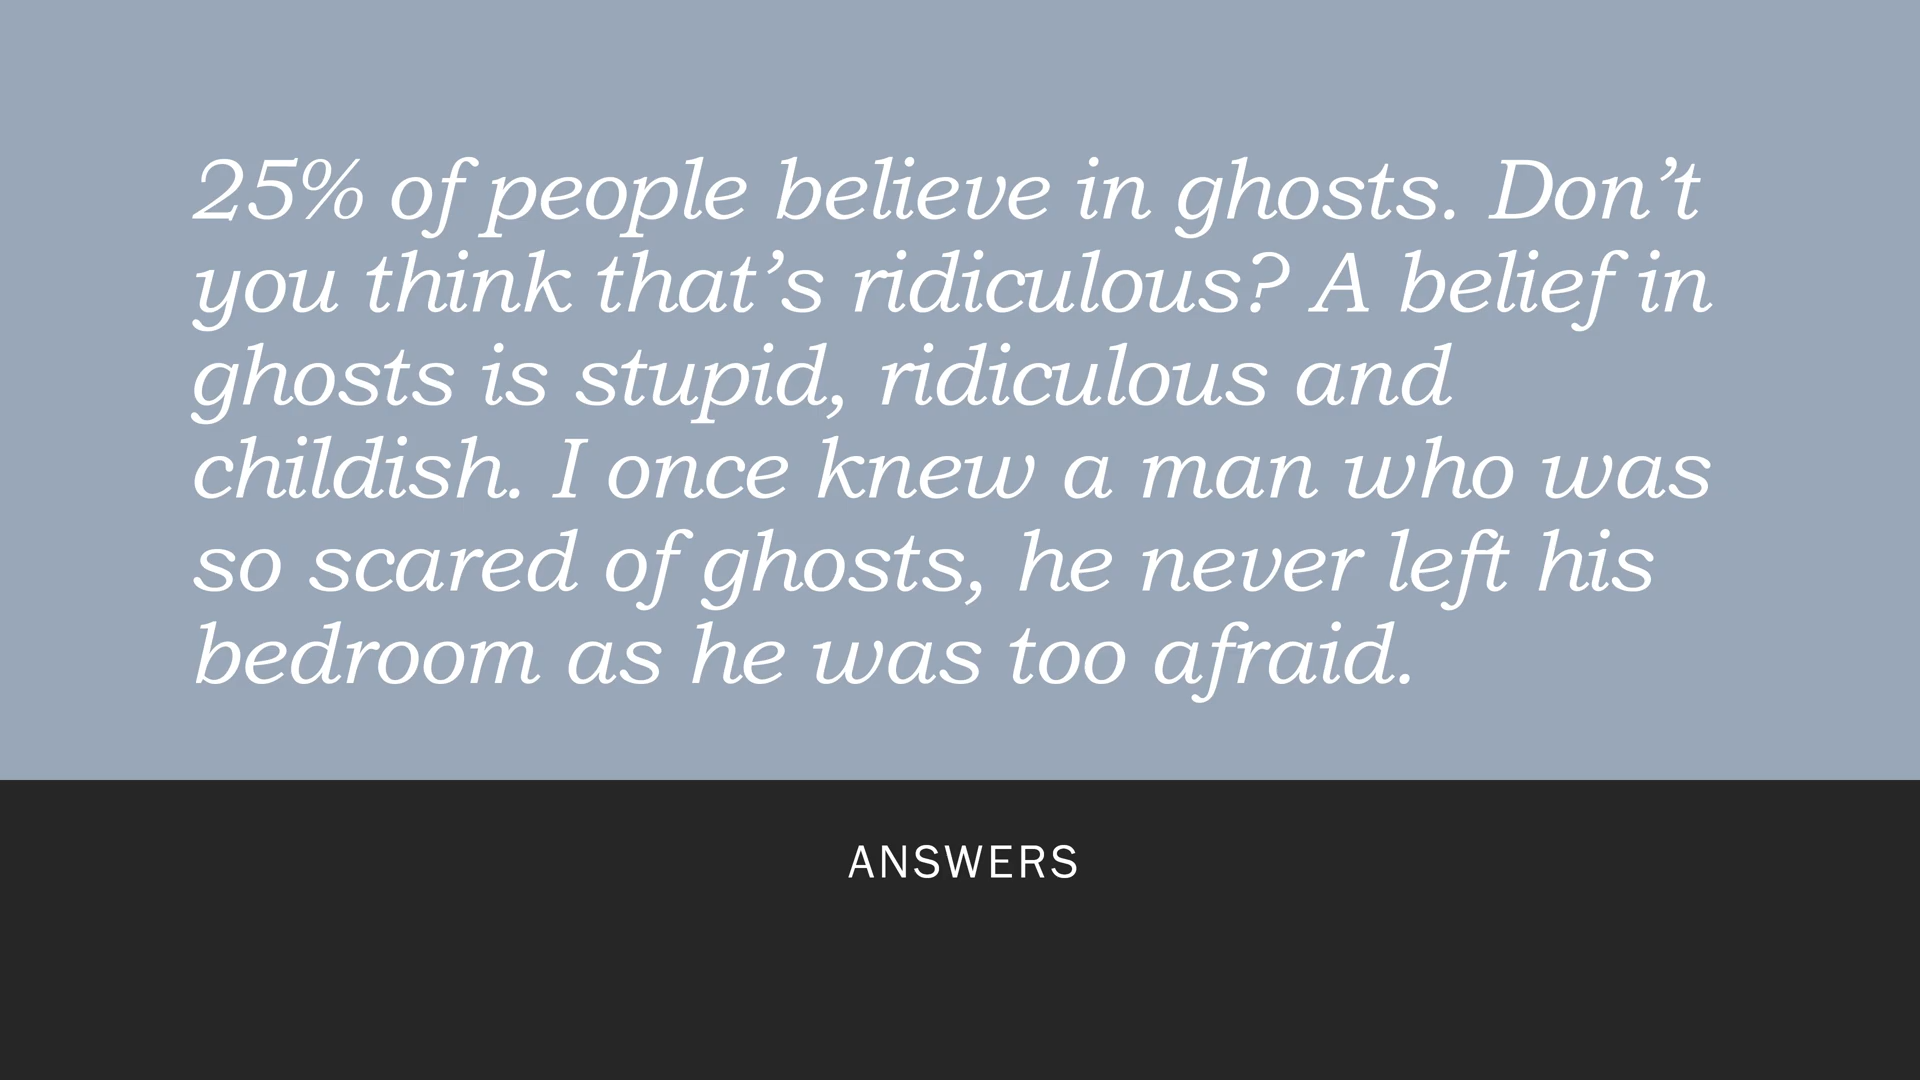 25% of people believe in ghosts. Don’t
you think that’s ridiculous? A belief in
ghosts is stupid, ridiculous and
childish. I once knew a man who was
so scared of ghosts, he never left his
bedroom as he was too afraid.
ANSWERS